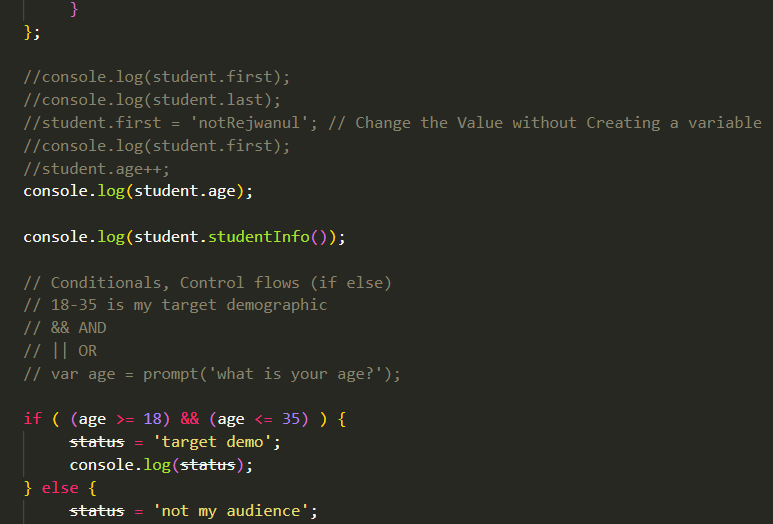 }
};
//console.log(student.first);
//console.log(student.last);
//student.first = 'notRejwanul'; // Change the Value without Creating a variable
//console.log(student.first);
//student.age++;
console.log(student.age);
console.log(student.studentInfo());
// Conditionals, Control flows (if else)
// 18-35 is my target demographic
// && AND
// || OR
// var age = prompt('what is your age?');
if ( (age >= 18) && (age <= 35) ) {
status = 'target demo';
console.log(status);
} else {
status = 'not my audience';